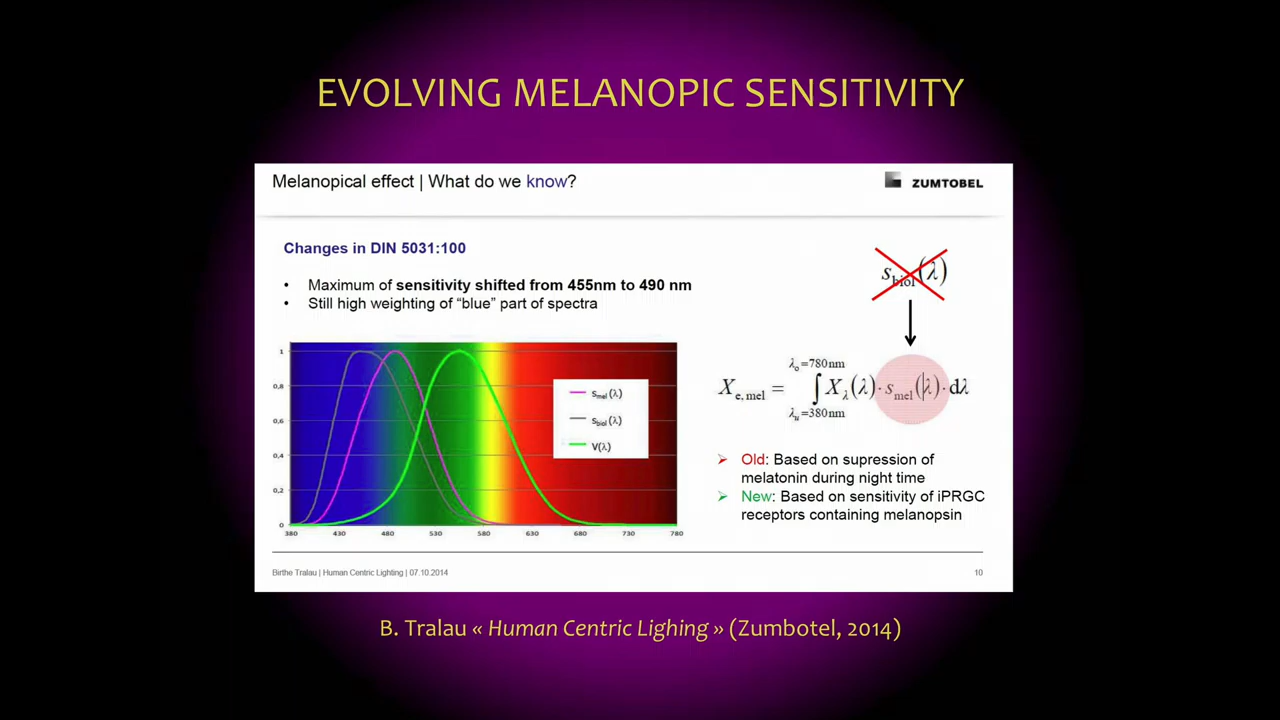 EVOLVING MELANOPIC SENSITIVITY
Melanopical effect | What do we know?
ZUMTOBEL
Changes in DIN 5031:100
• Maximum of sensitivity shifted from 455nm to 490 nm
• Still high weighting of “blue” part of spectra
s_biol(λ)
1
0,8
0,6
0,4
0,2
0
380 430 480 530 580 630 680 730 780
s_mel(λ)
s_biol(λ)
V(λ)
λ_o=780nm
X_e,mel = ∫ X_λ(λ) · s_mel(λ) · dλ
λ_u=380nm
Old: Based on supression of
melatonin during night time
New: Based on sensitivity of iPRGC
receptors containing melanopsin
Birthe Tralau | Human Centric Lighting | 07.10.2014
10
B. Tralau « Human Centric Lighing » (Zumbotel, 2014)